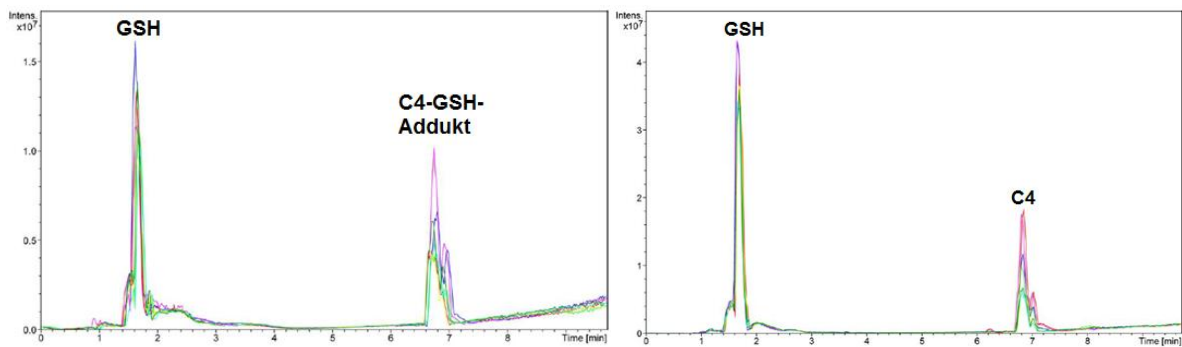 Intens.
x10⁷
GSH
1.5
1.0
0.5
0.0
C4-GSH-
Addukt
0 1 2 3 4 5 6 7 8 Time [min]
Intens.
x10⁷
GSH
4
3
2
1
0
C4
1 2 3 4 5 6 7 8 Time [min]